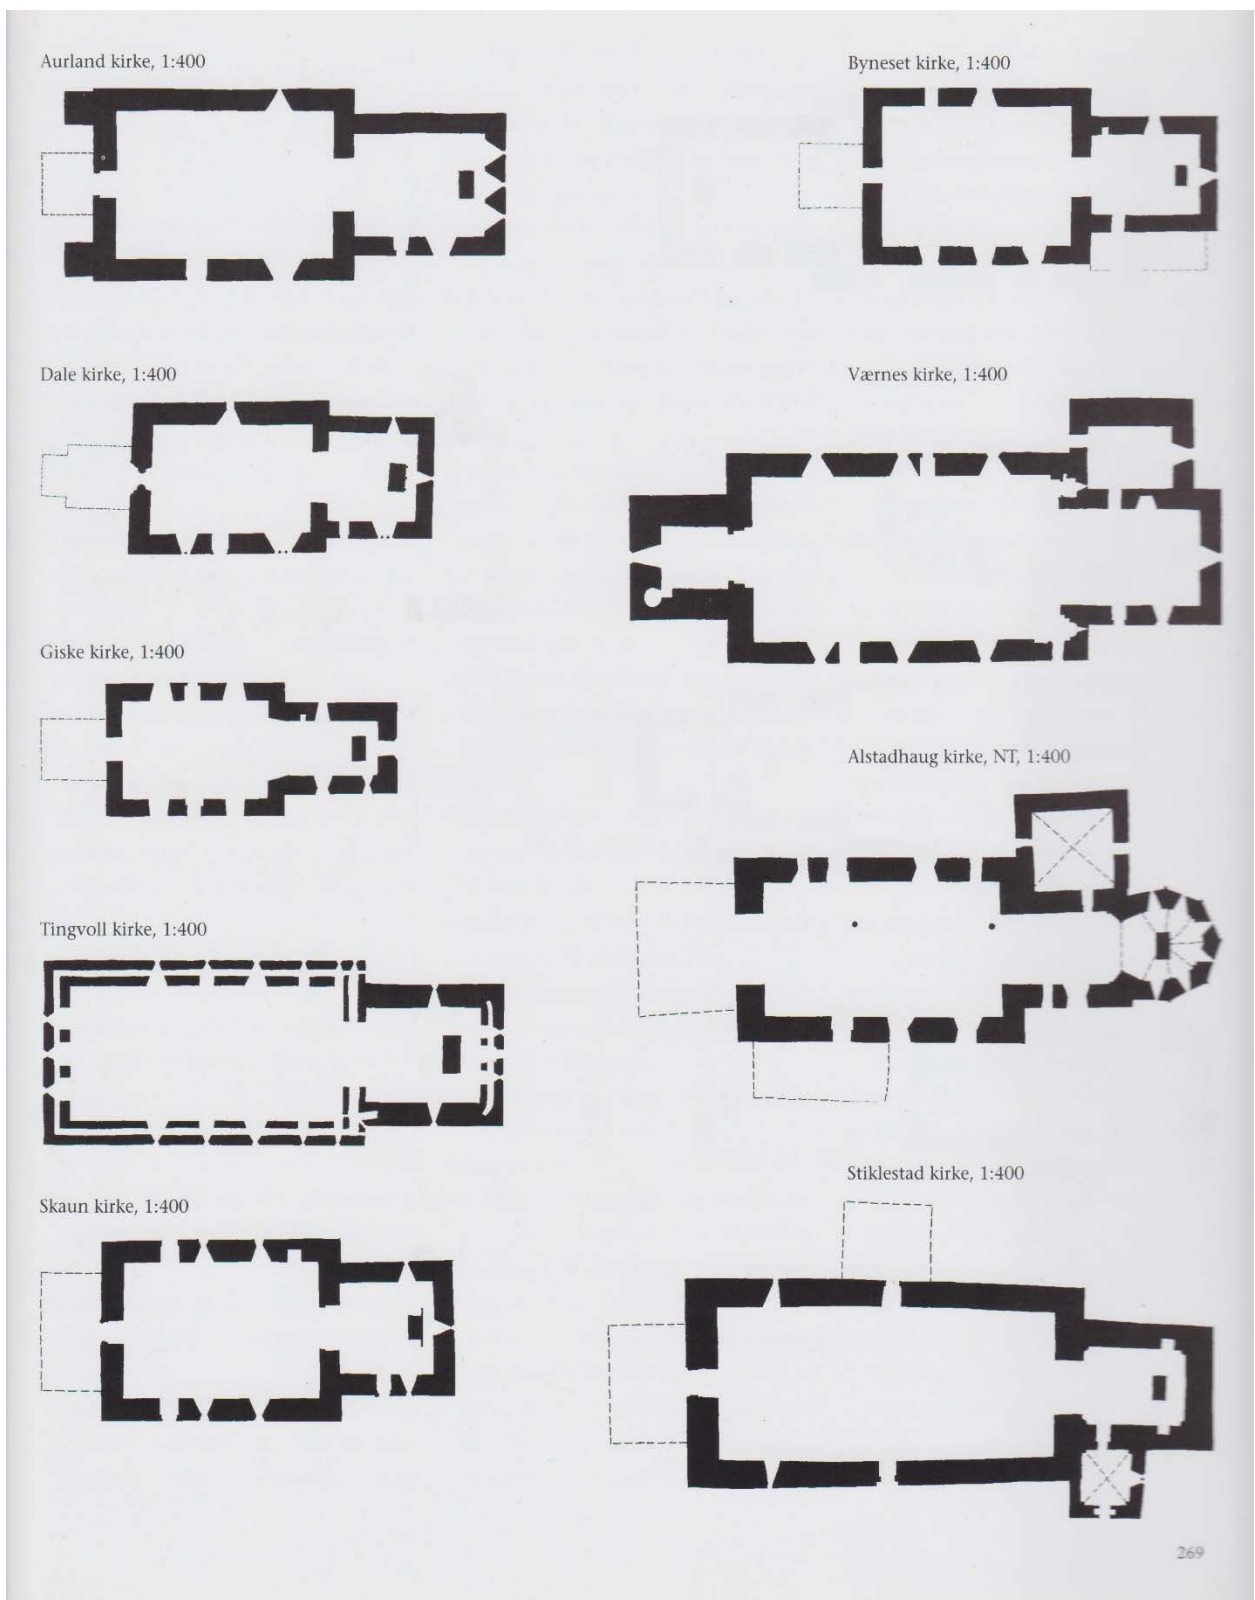 Aurland kirke, 1:400
Byneset kirke, 1:400
Dale kirke, 1:400
Værnes kirke, 1:400
Giske kirke, 1:400
Alstadhaug kirke, NT, 1:400
Tingvoll kirke, 1:400
Stiklestad kirke, 1:400
Skaun kirke, 1:400
269